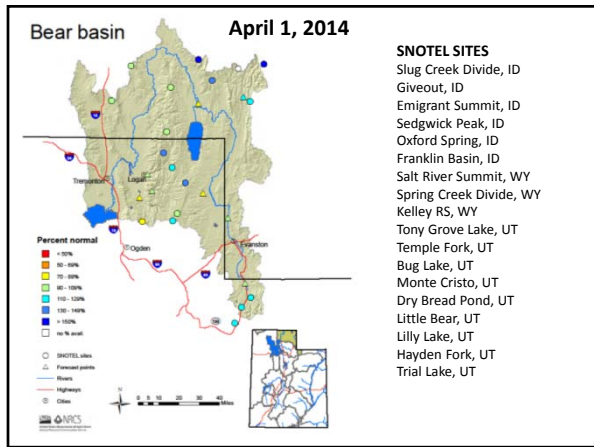 Bear basin
April 1, 2014
SNOTEL SITES
Slug Creek Divide, ID
Giveout, ID
Emigrant Summit, ID
Sedgwick Peak, ID
Oxford Spring, ID
Franklin Basin, ID
Salt River Summit, WY
Spring Creek Divide, WY
Kelley RS, WY
Tony Grove Lake, UT
Temple Fork, UT
Bug Lake, UT
Monte Cristo, UT
Dry Bread Pond, UT
Little Bear, UT
Lilly Lake, UT
Hayden Fork, UT
Trial Lake, UT
Tremonton
Logan
Ogden
Evanston
Percent normal
< 50%
50 - 69%
70 - 89%
90 - 109%
110 - 129%
130 - 149%
> 150%
no % avail.
SNOTEL sites
Forecast points
Rivers
Highways
Cities
N
0 5 10 20 30 40
Miles
NRCS